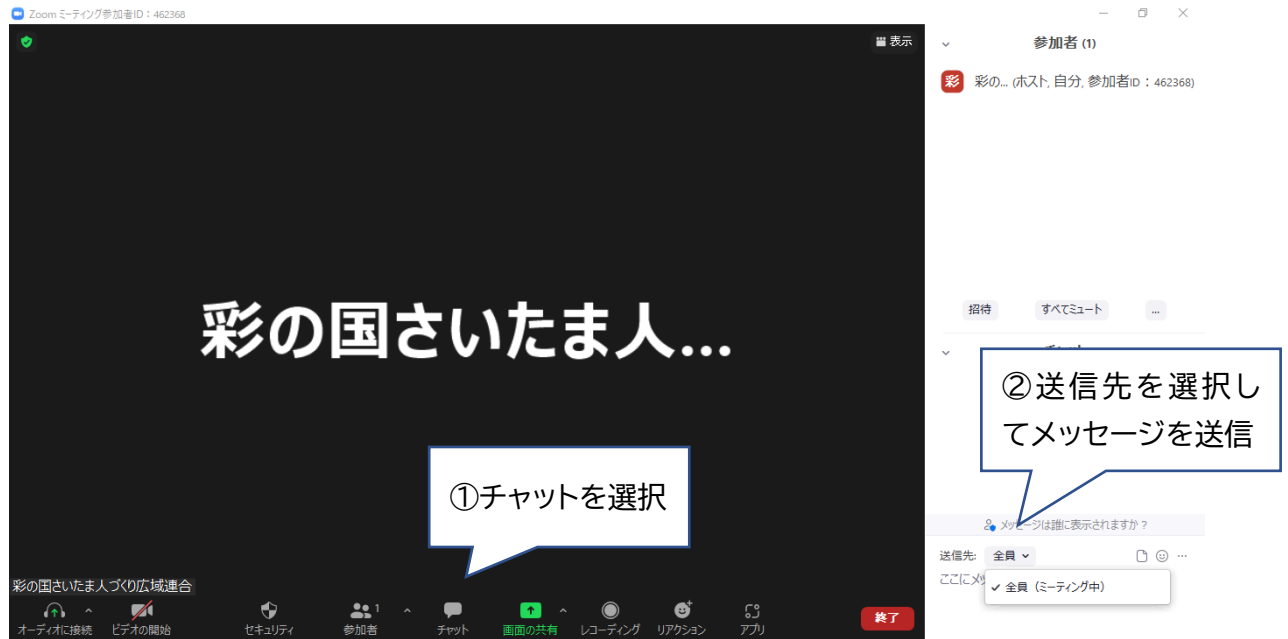 Zoom ミーティング参加者ID：462368
表示
参加者 (1)
彩
彩の... (ホスト, 自分, 参加者ID：462368)
彩の国さいたま人...
招待
すべてミュート
...
②送信先を選択し
てメッセージを送信
①チャットを選択
メッセージは誰に表示されますか？
送信先:
全員
ここにメッ
全員（ミーティング中）
彩の国さいたま人づくり広域連合
1
オーディオに接続
ビデオの開始
セキュリティ
参加者
チャット
画面の共有
レコーディング
リアクション
アプリ
終了